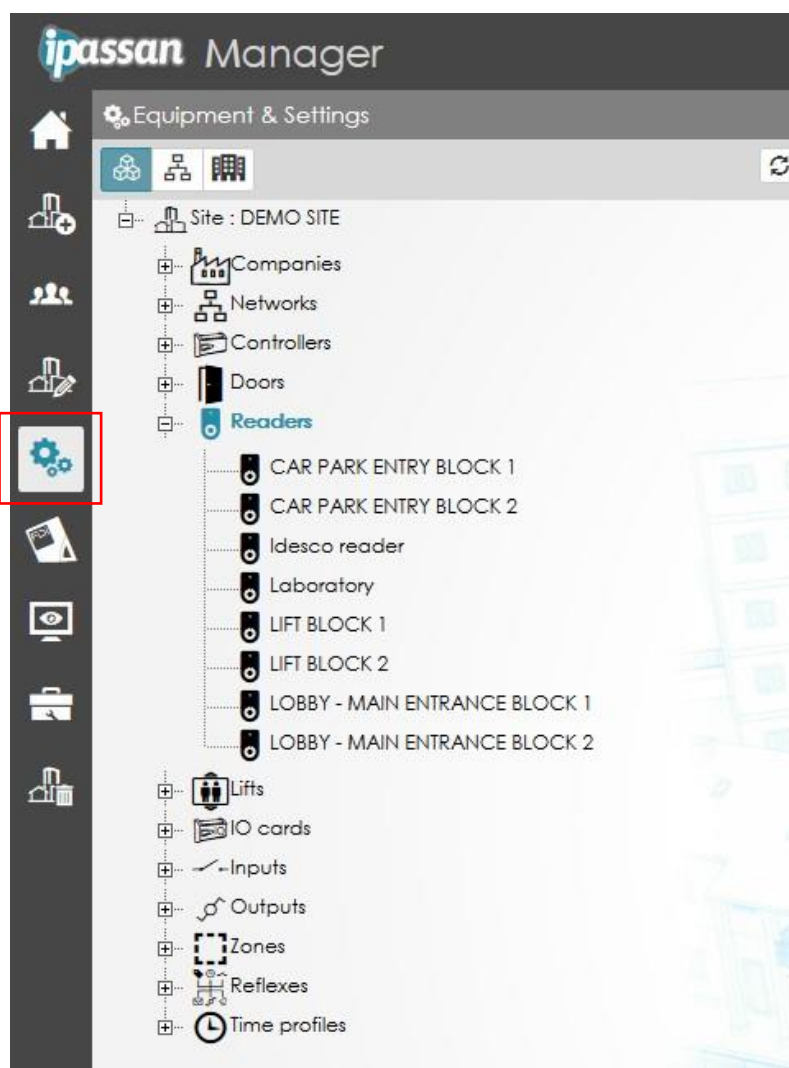 ipassan Manager
Equipment & Settings
Site : DEMO SITE
Companies
Networks
Controllers
Doors
Readers
CAR PARK ENTRY BLOCK 1
CAR PARK ENTRY BLOCK 2
Idesco reader
Laboratory
LIFT BLOCK 1
LIFT BLOCK 2
LOBBY - MAIN ENTRANCE BLOCK 1
LOBBY - MAIN ENTRANCE BLOCK 2
Lifts
IO cards
Inputs
Outputs
Zones
Reflexes
Time profiles